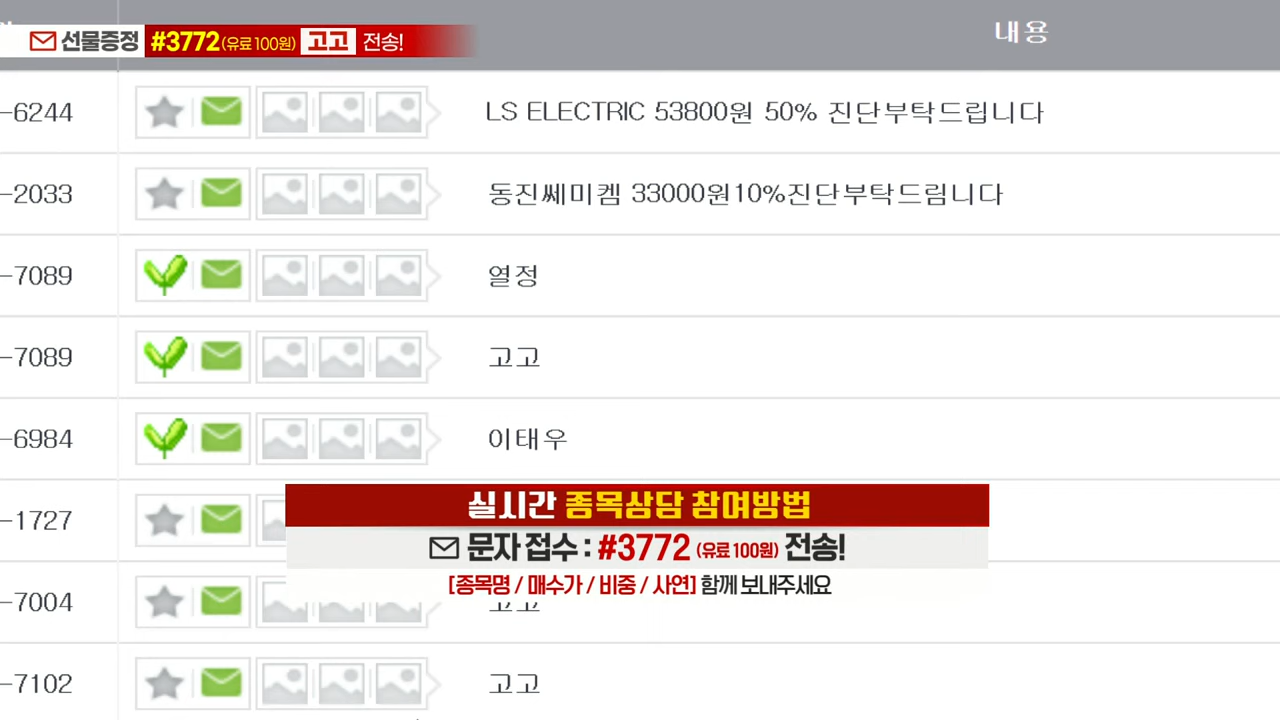 선물증정 #3772 (유료 100원) 고고 전송!
내용
-6244 LS ELECTRIC 53800원 50% 진단부탁드립니다
-2033 동진쎄미켐 33000원10%진단부탁드림니다
-7089 열정
-7089 고고
-6984 이태우
실시간 종목상담 참여방법
-1727
문자 접수 : #3772 (유료 100원) 전송!
[종목명 / 매수가 / 비중 / 사연] 함께 보내주세요
-7004
-7102 고고